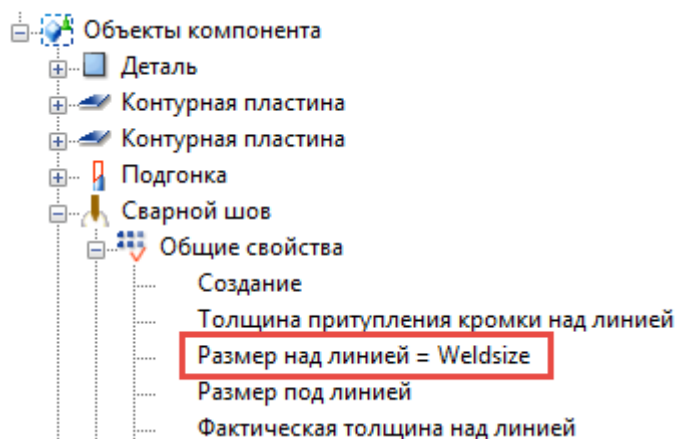 Объекты компонента
Деталь
Контурная пластина
Контурная пластина
Подгонка
Сварной шов
Общие свойства
Создание
Толщина притупления кромки над линией
Размер над линией = Weldsize
Размер под линией
Фактическая толщина над линией